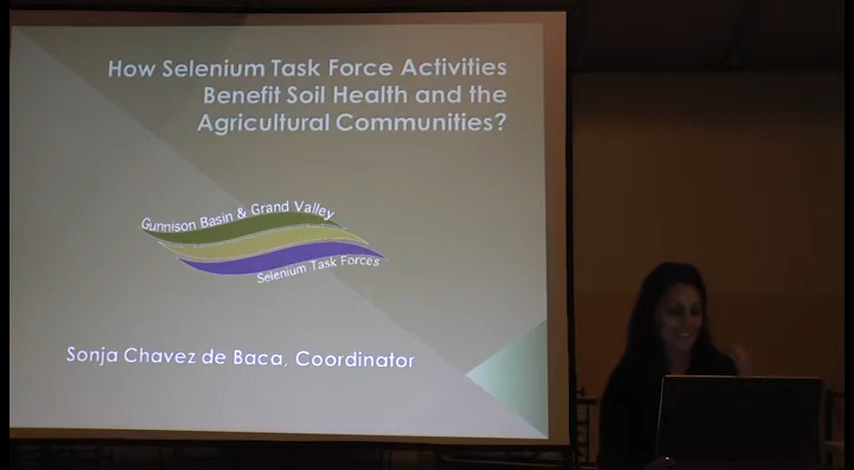 How Selenium Task Force Activities
Benefit Soil Health and the
Agricultural Communities?
Gunnison Basin & Grand Valley
Selenium Task Forces
Sonja Chavez de Baca, Coordinator